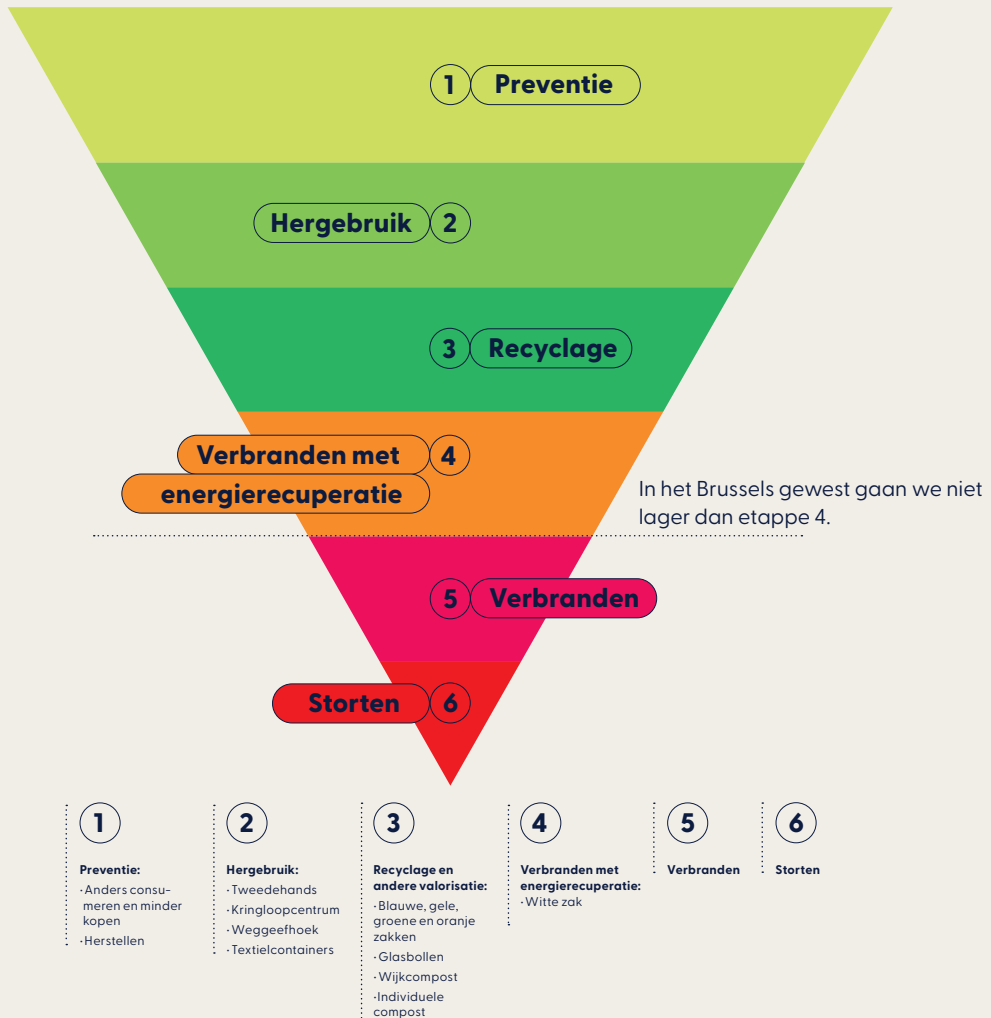 1 Preventie
Hergebruik 2
3 Recyclage
Verbranden met 4
energierecuperatie
In het Brussels gewest gaan we niet
lager dan etappe 4.
5 Verbranden
Storten 6
1
Preventie:
·Anders consu-
meren en minder
kopen
·Herstellen
2
Hergebruik:
·Tweedehands
·Kringloopcentrum
·Weggeefhoek
·Textielcontainers
3
Recyclage en
andere valorisatie:
·Blauwe, gele,
groene en oranje
zakken
·Glasbollen
·Wijkcompost
·Individuele
compost
4
Verbranden met
energierecuperatie:
·Witte zak
5
Verbranden
6
Storten